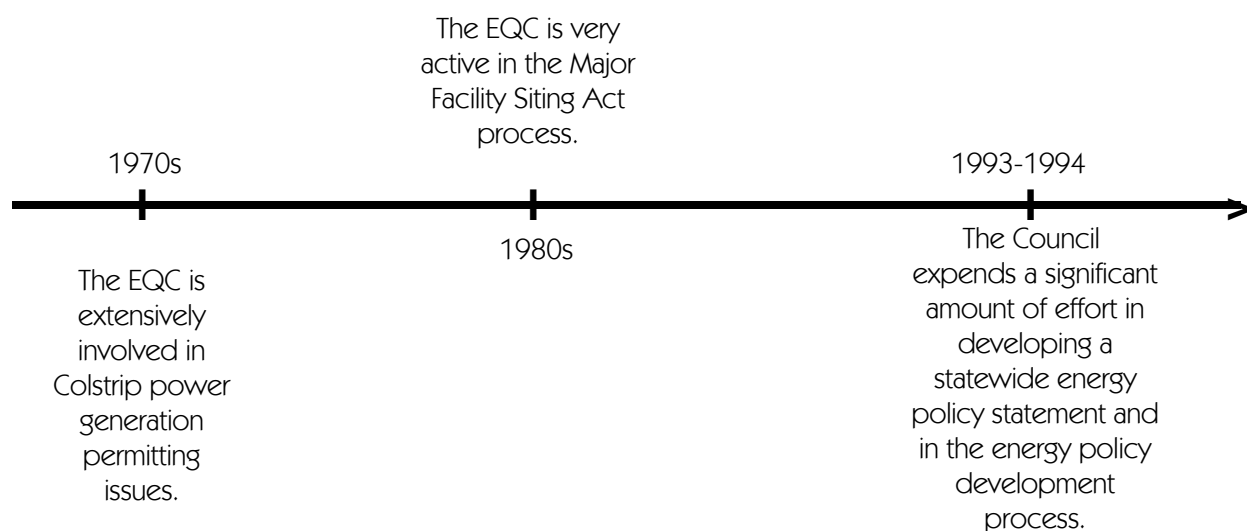 1970s
The EQC is
extensively
involved in
Colstrip power
generation
permitting
issues.
The EQC is very
active in the Major
Facility Siting Act
process.
1980s
1993-1994
The Council
expends a significant
amount of effort in
developing a
statewide energy
policy statement and
in the energy policy
development
process.